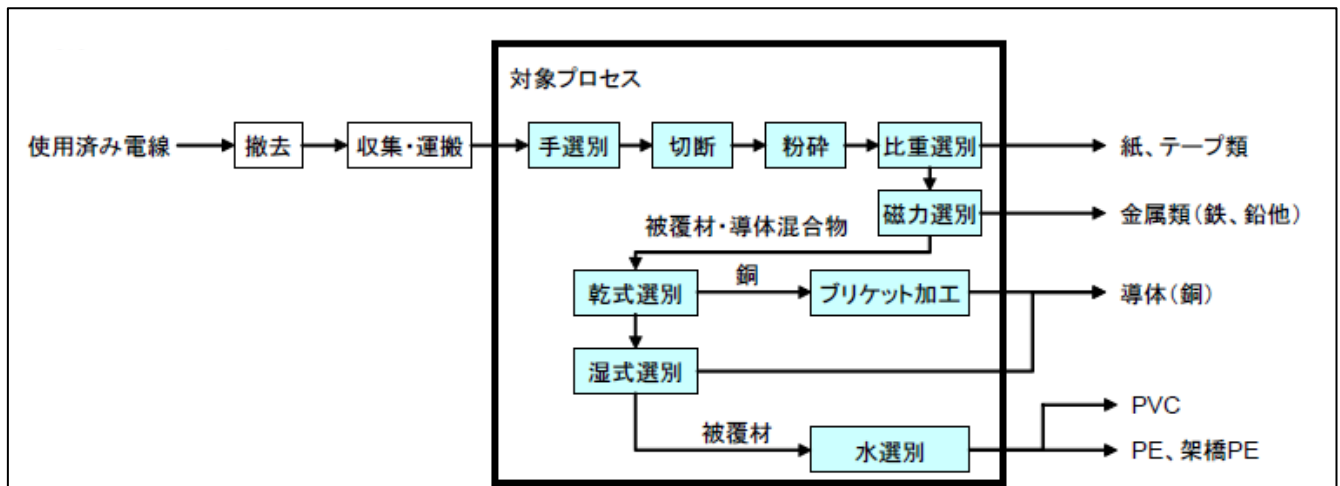 対象プロセス
使用済み電線
撤去
収集・運搬
手選別
切断
粉砕
比重選別
紙、テープ類
磁力選別
金属類(鉄、鉛他)
被覆材・導体混合物
乾式選別
銅
ブリケット加工
導体(銅)
湿式選別
被覆材
水選別
PVC
PE、架橋PE